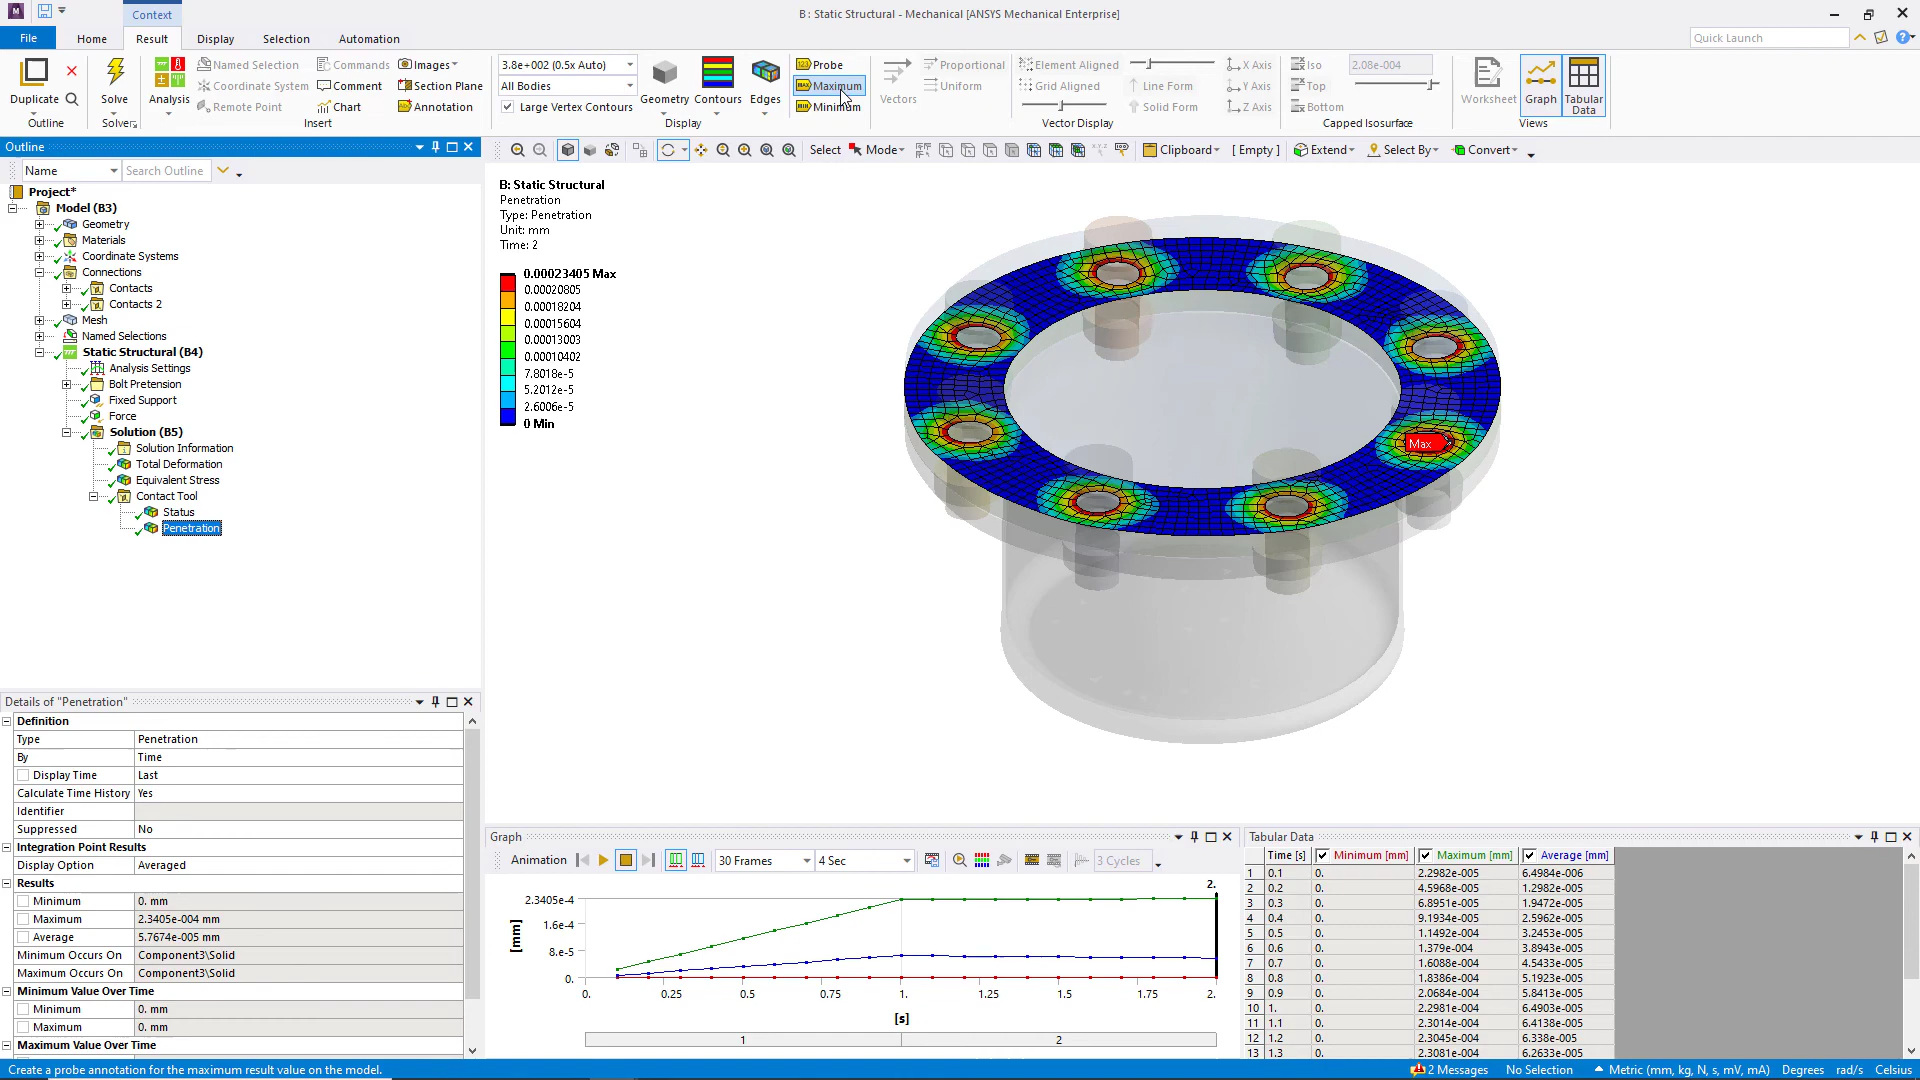 Context
B : Static Structural - Mechanical [ANSYS Mechanical Enterprise]
File
Home
Result
Display
Selection
Automation
Quick Launch
Duplicate
Outline
Solve
Solver
Analysis
Named Selection
Coordinate System
Remote Point
Commands
Comment
Chart
Images
Section Plane
Annotation
Insert
3.8e+002 (0.5x Auto)
All Bodies
Large Vertex Contours
Geometry
Contours
Edges
Display
Probe
Maximum
Minimum
Vectors
Proportional
Uniform
Element Aligned
Grid Aligned
Line Form
Solid Form
X Axis
Y Axis
Z Axis
Vector Display
Iso
Top
Bottom
2.08e-004
Capped Isosurface
Worksheet
Graph
Tabular Data
Views
Outline
Name
Search Outline
Select
Mode
Clipboard
[ Empty ]
Extend
Select By
Convert
Project*
Model (B3)
Geometry
Materials
Coordinate Systems
Connections
Contacts
Contacts 2
Mesh
Named Selections
Static Structural (B4)
Analysis Settings
Bolt Pretension
Fixed Support
Force
Solution (B5)
Solution Information
Total Deformation
Equivalent Stress
Contact Tool
Status
Penetration
B: Static Structural
Penetration
Type: Penetration
Unit: mm
Time: 2
0.00023405 Max
0.00020805
0.00018204
0.00015604
0.00013003
0.00010402
7.8018e-5
5.2012e-5
2.6006e-5
0 Min
Max
Details of "Penetration"
Definition
Type Penetration
By Time
Display Time Last
Calculate Time History Yes
Identifier
Suppressed No
Integration Point Results
Display Option Averaged
Results
Minimum 0. mm
Maximum 2.3405e-004 mm
Average 5.7674e-005 mm
Minimum Occurs On Component3\Solid
Maximum Occurs On Component3\Solid
Minimum Value Over Time
Minimum 0. mm
Maximum 0. mm
Maximum Value Over Time
Graph
Animation
30 Frames
4 Sec
3 Cycles
2.
2.3405e-4
1.6e-4
8.e-5
0.
[mm]
0. 0.25 0.5 0.75 1. 1.25 1.5 1.75 2.
[s]
1 2
Tabular Data
Time [s] Minimum [mm] Maximum [mm] Average [mm]
1 0.1 0. 2.2982e-005 6.4984e-006
2 0.2 0. 4.5968e-005 1.2982e-005
3 0.3 0. 6.8951e-005 1.9472e-005
4 0.4 0. 9.1934e-005 2.5962e-005
5 0.5 0. 1.1492e-004 3.2453e-005
6 0.6 0. 1.379e-004 3.8943e-005
7 0.7 0. 1.6088e-004 4.5433e-005
8 0.8 0. 1.8386e-004 5.1923e-005
9 0.9 0. 2.0684e-004 5.8413e-005
10 1. 0. 2.2981e-004 6.4903e-005
11 1.1 0. 2.3014e-004 6.4138e-005
12 1.2 0. 2.3045e-004 6.338e-005
13 1.3 0. 2.3081e-004 6.2633e-005
Create a probe annotation for the maximum result value on the model.
2 Messages
No Selection
Metric (mm, kg, N, s, mV, mA)
Degrees
rad/s
Celsius